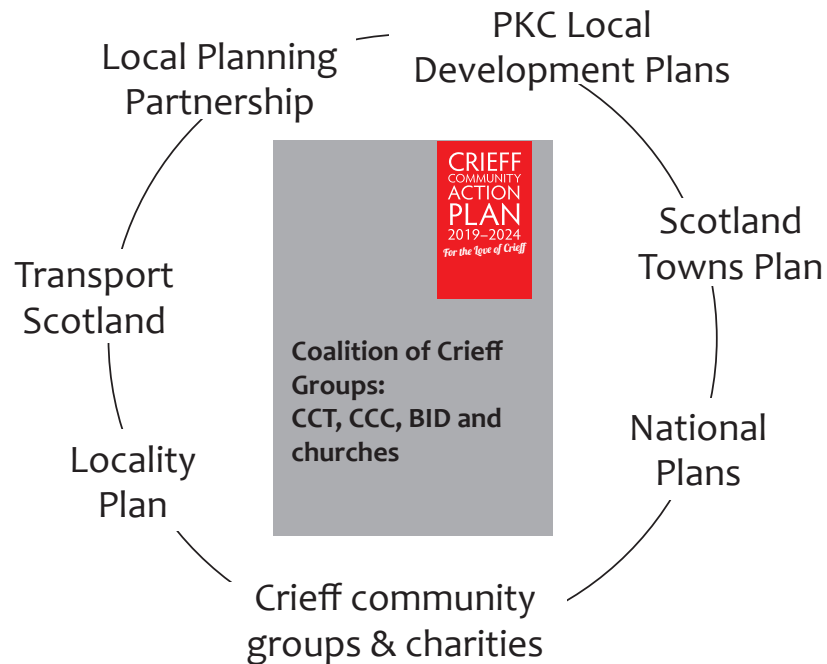 PKC Local
Development Plans
Local Planning
Partnership
CRIEFF
COMMUNITY
ACTION
PLAN
2019–2024
For the Love of Crieff
Scotland
Towns Plan
Transport
Scotland
Coalition of Crieff
Groups:
CCT, CCC, BID and
churches
National
Plans
Locality
Plan
Crieff community
groups & charities